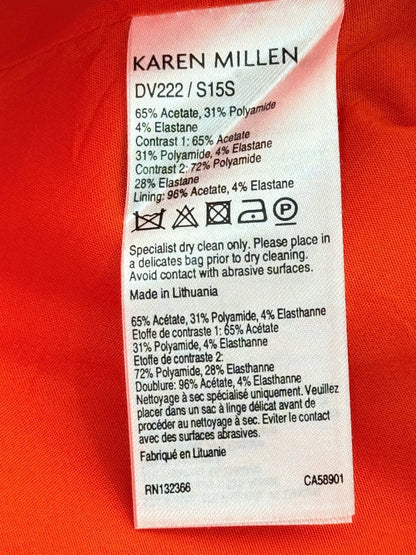 KAREN MILLEN
DV222 / S15S
65% Acetate, 31% Polyamide
4% Elastane
Contrast 1: 65% Acetate
31% Polyamide, 4% Elastane
Contrast 2: 72% Polyamide
28% Elastane
Lining: 96% Acetate, 4% Elastane
P
Specialist dry clean only. Please place in
a delicates bag prior to dry cleaning.
Avoid contact with abrasive surfaces.
Made in Lithuania
65% Acétate, 31% Polyamide, 4% Elasthanne
Etoffe de contraste 1: 65% Acétate
31% Polyamide, 4% Elasthanne
Etoffe de contraste 2:
72% Polyamide, 28% Elasthanne
Doublure: 96% Acétate, 4% Elasthanne
Nettoyage à sec spécialisé uniquement. Veuillez
placer dans un sac à linge délicat avant de
procéder au nettoyage à sec. Eviter le contact
avec des surfaces abrasives.
Fabriqué en Lituanie
RN132366 CA58901